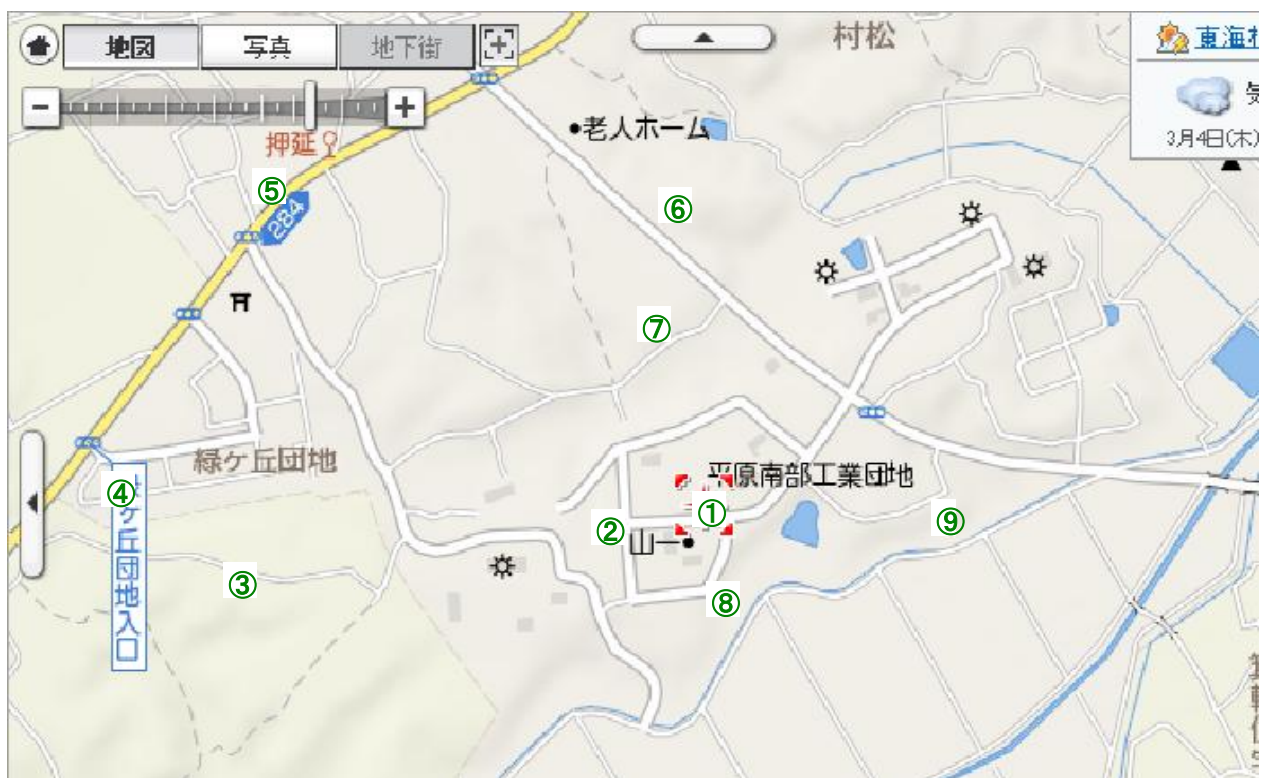 地図
写真
地下街
村松
東海村
3月4日(木)
押延
老人ホーム
⑤
284
⑥
⑦
緑ケ丘団地
平原南部工業団地
④
ケ丘団地入口
①
②
山一
⑨
③
⑧